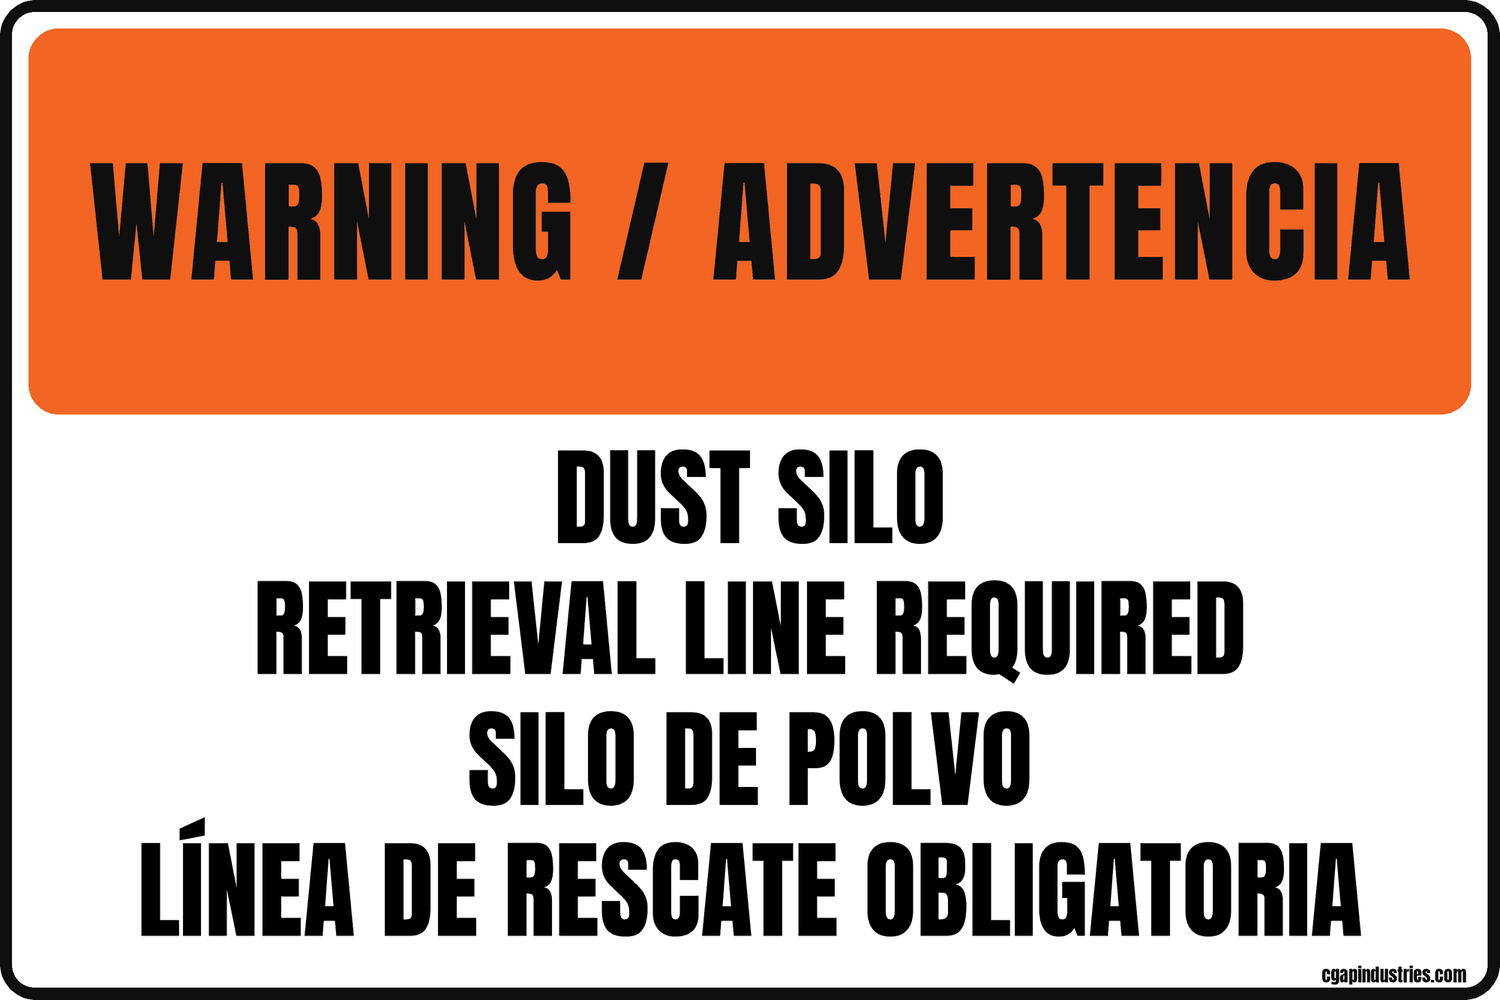 WARNING / ADVERTENCIA
DUST SILO
RETRIEVAL LINE REQUIRED
SILO DE POLVO
LÍNEA DE RESCATE OBLIGATORIA
cgapindustries.com